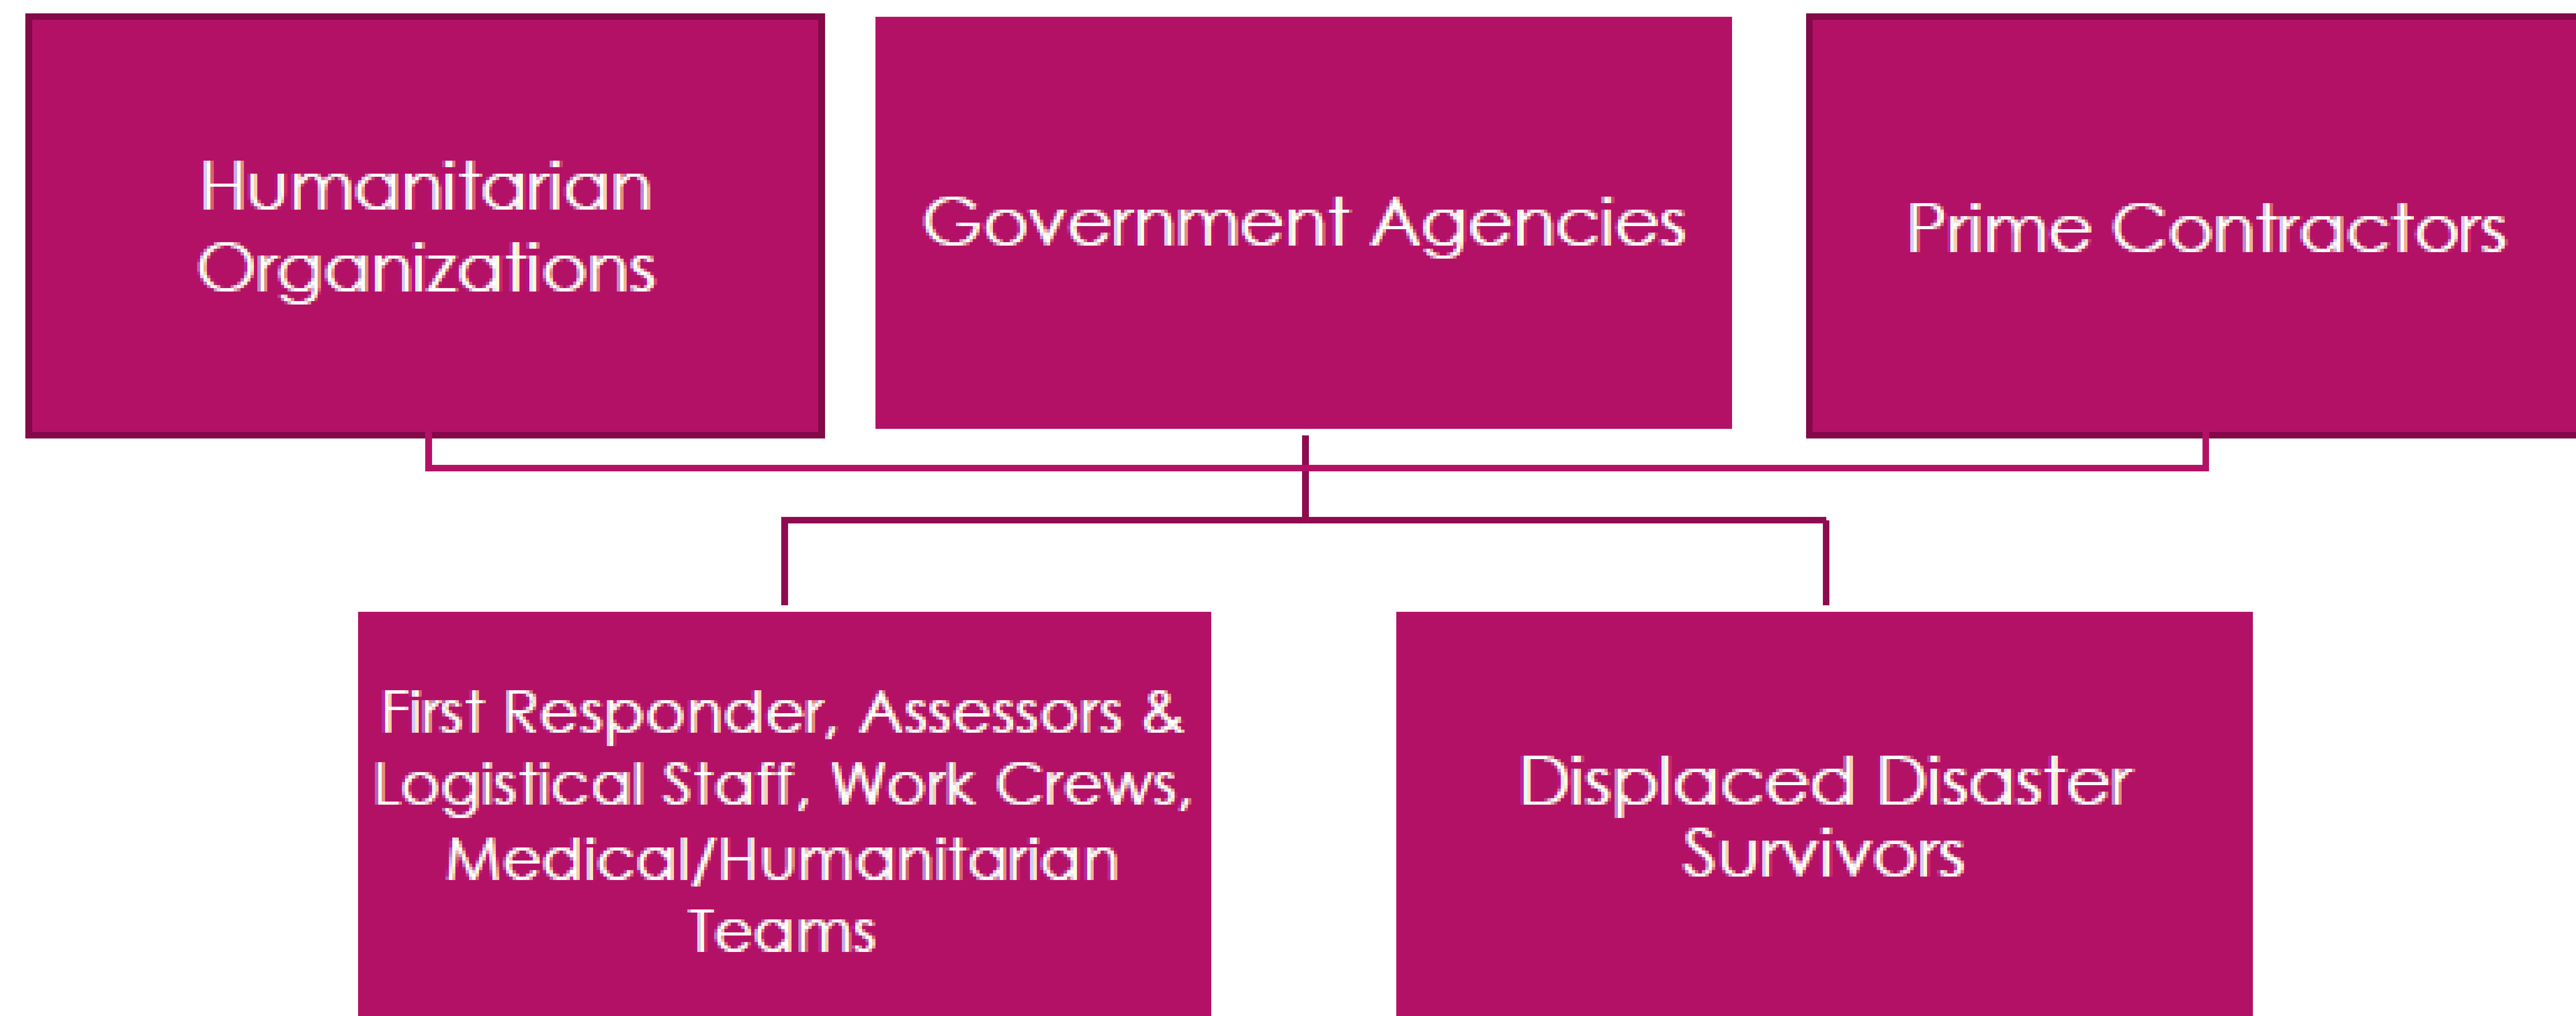 Humanitarian
Organizations
Government Agencies
Prime Contractors
First Responder, Assessors &
Logistical Staff, Work Crews,
Medical/Humanitarian
Teams
Displaced Disaster
Survivors